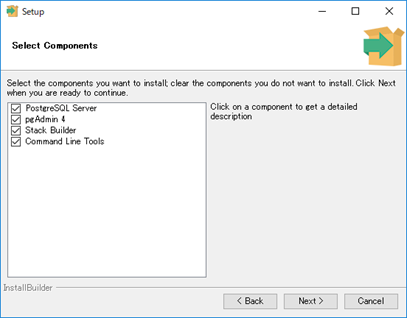 Setup
Select Components
Select the components you want to install; clear the components you do not want to install. Click Next
when you are ready to continue.
PostgreSQL Server
pgAdmin 4
Stack Builder
Command Line Tools
Click on a component to get a detailed
description
InstallBuilder
< Back
Next >
Cancel